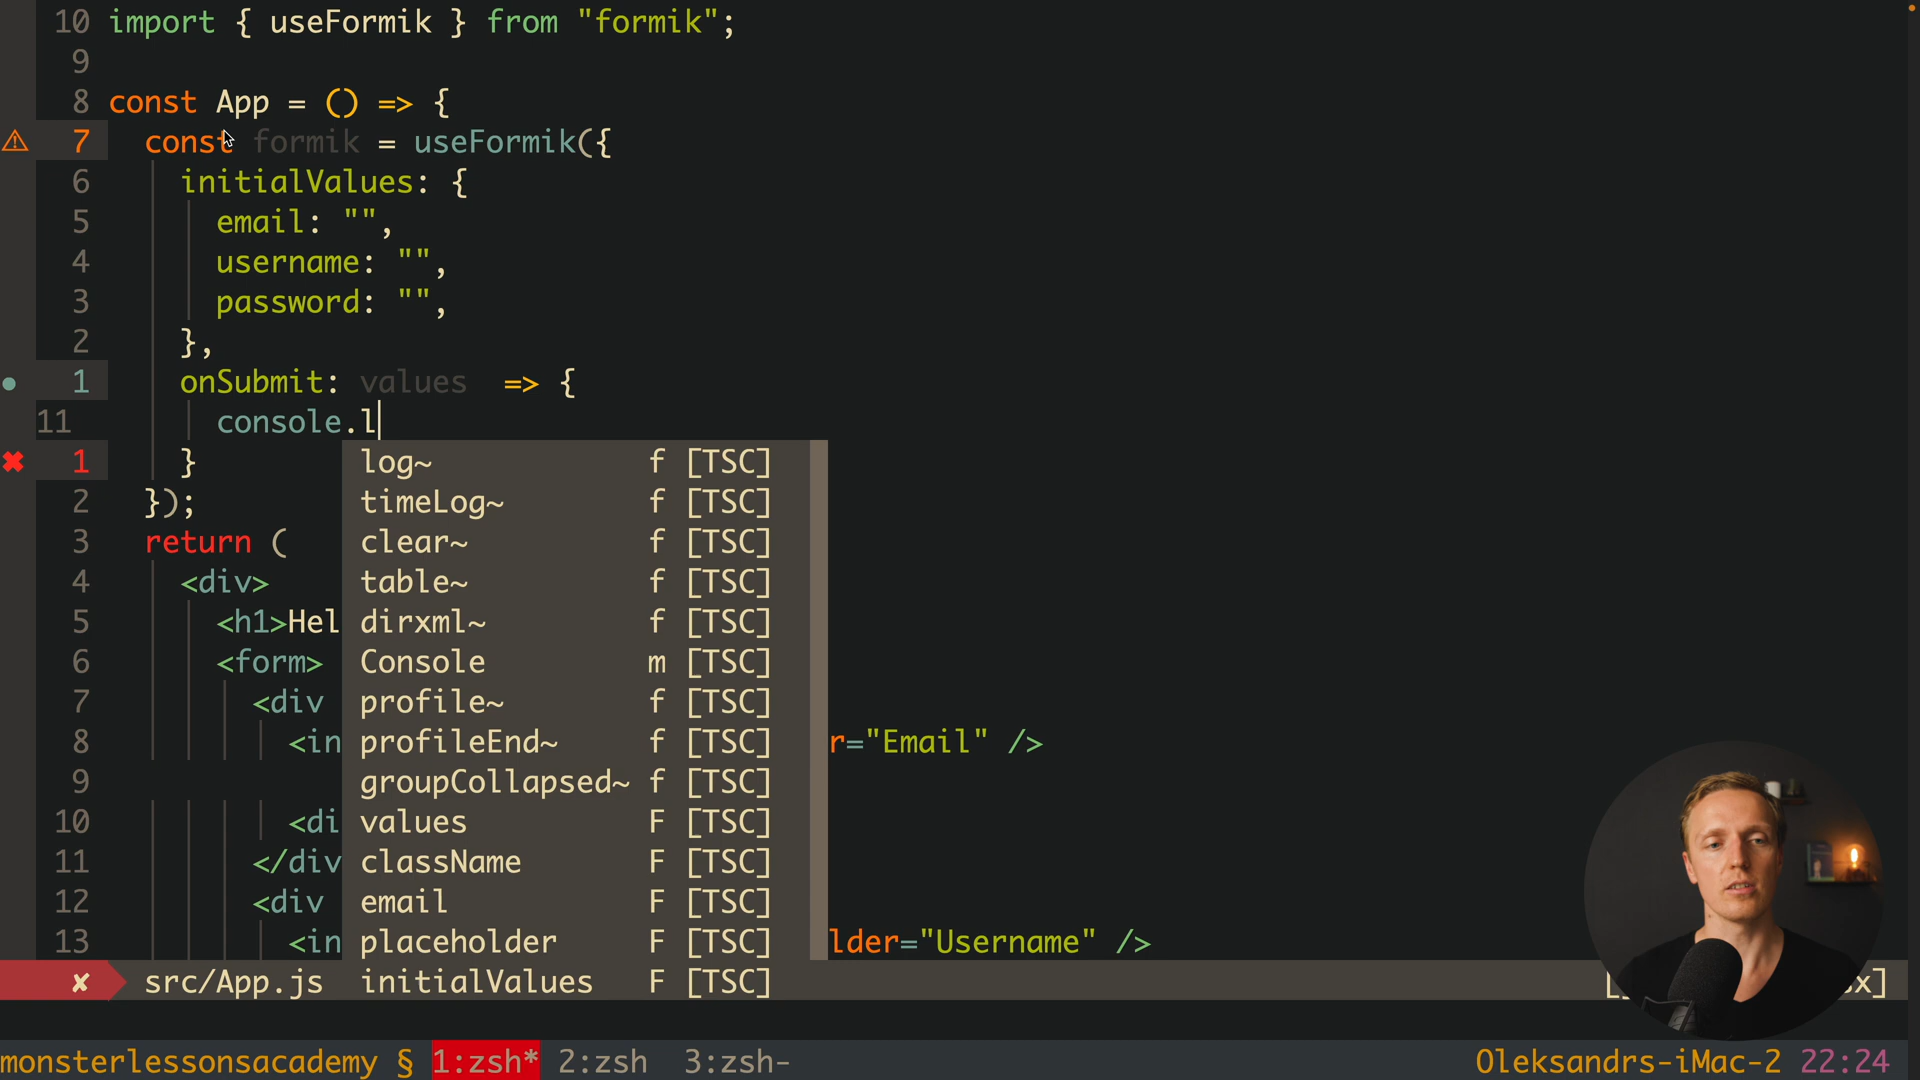 10 import { useFormik } from "formik";
9
8 const App = () => {
7 const formik = useFormik({
6 initialValues: {
5 email: "",
4 username: "",
3 password: "",
2 },
1 onSubmit: values => {
11 console.l
1 } log~ f [TSC]
2 }); timeLog~ f [TSC]
3 return ( clear~ f [TSC]
4 <div> table~ f [TSC]
5 <h1>Hel dirxml~ f [TSC]
6 <form> Console m [TSC]
7 <div profile~ f [TSC]
8 <in profileEnd~ f [TSC] r="Email" />
9 groupCollapsed~ f [TSC]
10 <di values F [TSC]
11 </div className F [TSC]
12 <div email F [TSC]
13 <in placeholder F [TSC] lder="Username" />
✘ src/App.js initialValues F [TSC]
monsterlessonsacademy § 1:zsh* 2:zsh 3:zsh- Oleksandrs-iMac-2 22:24